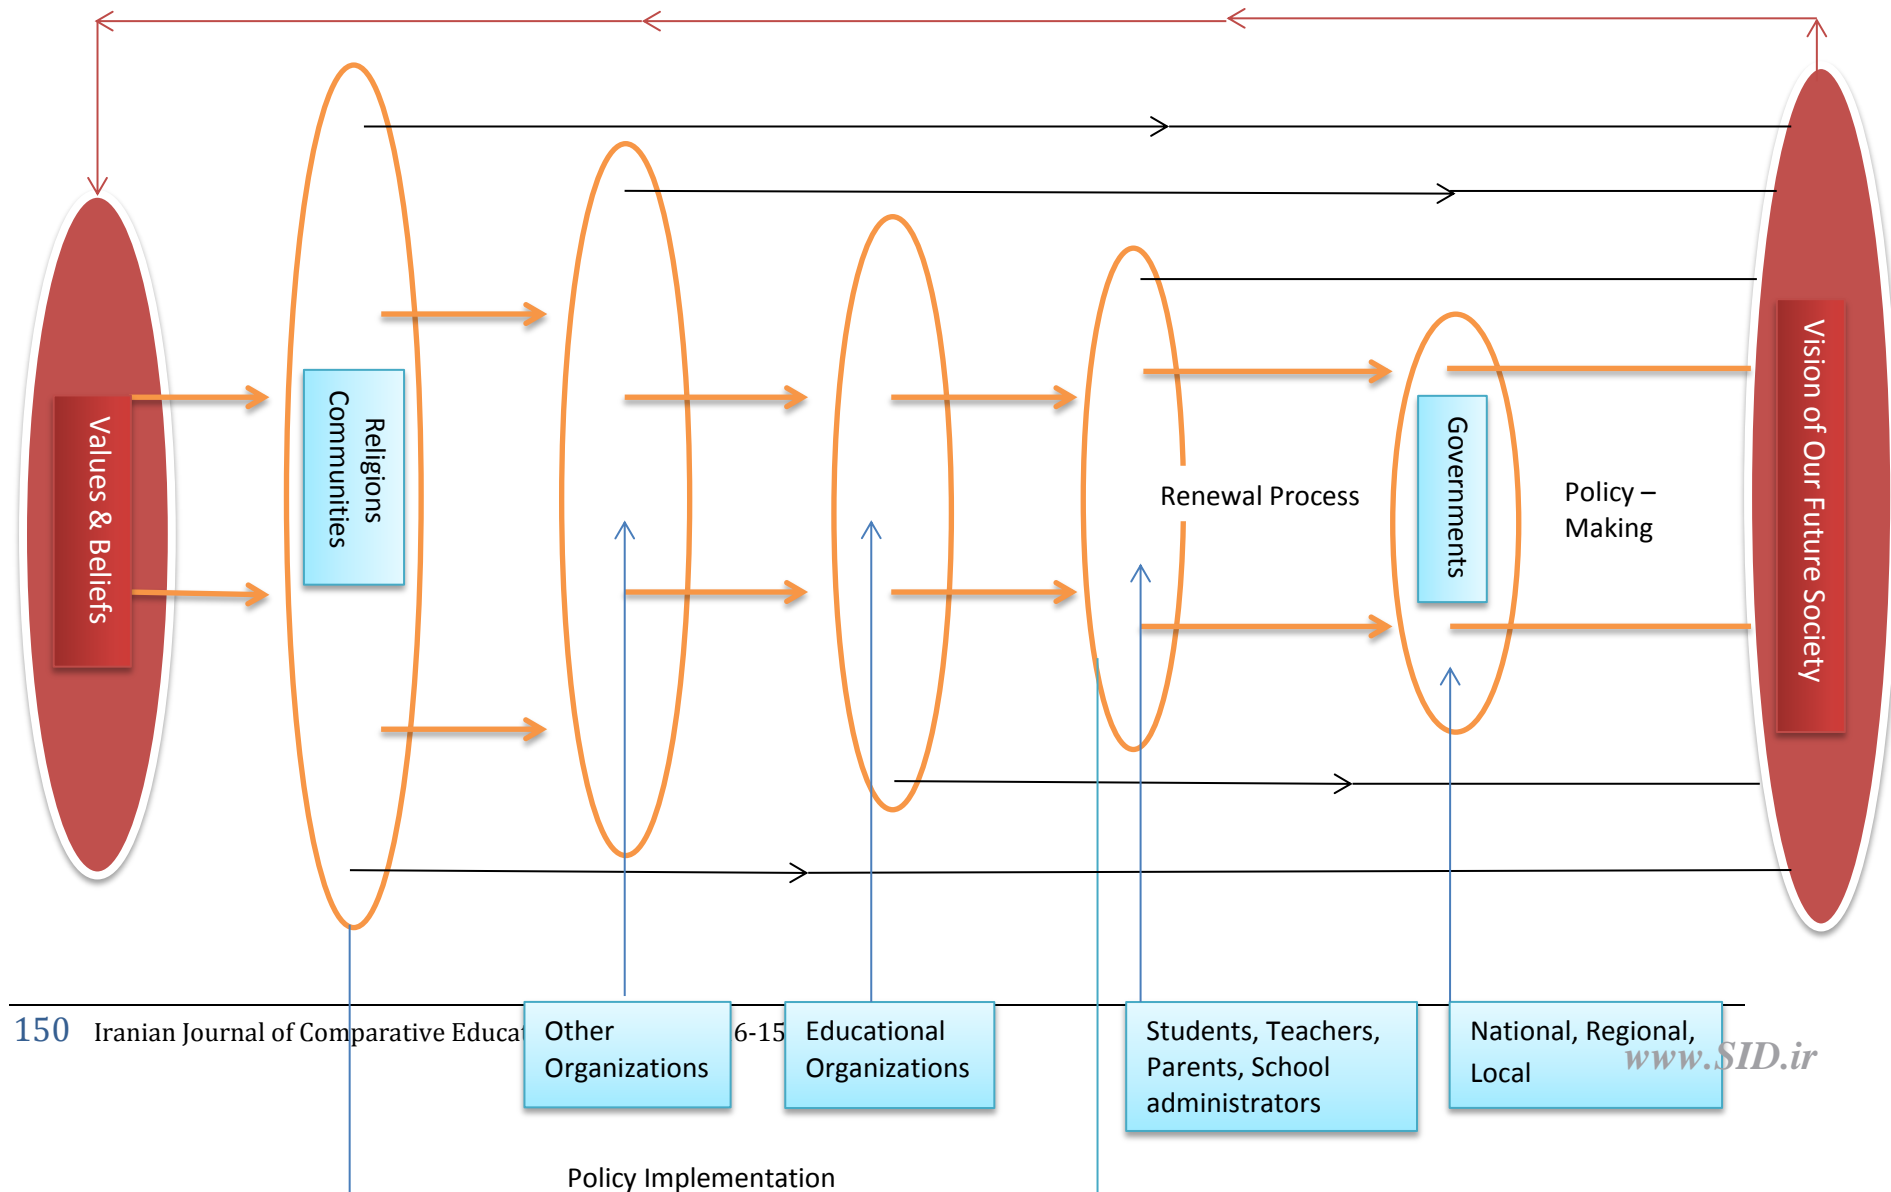 Values & Beliefs
Religions
Communities
Renewal Process
Governments
Policy –
Making
Vision of Our Future Society
150 Iranian Journal of Comparative 6-15
Other
Organizations
Educational
Organizations
Students, Teachers,
Parents, School
administrators
National, Regional,
Local
www.SID.ir
Policy Implementation